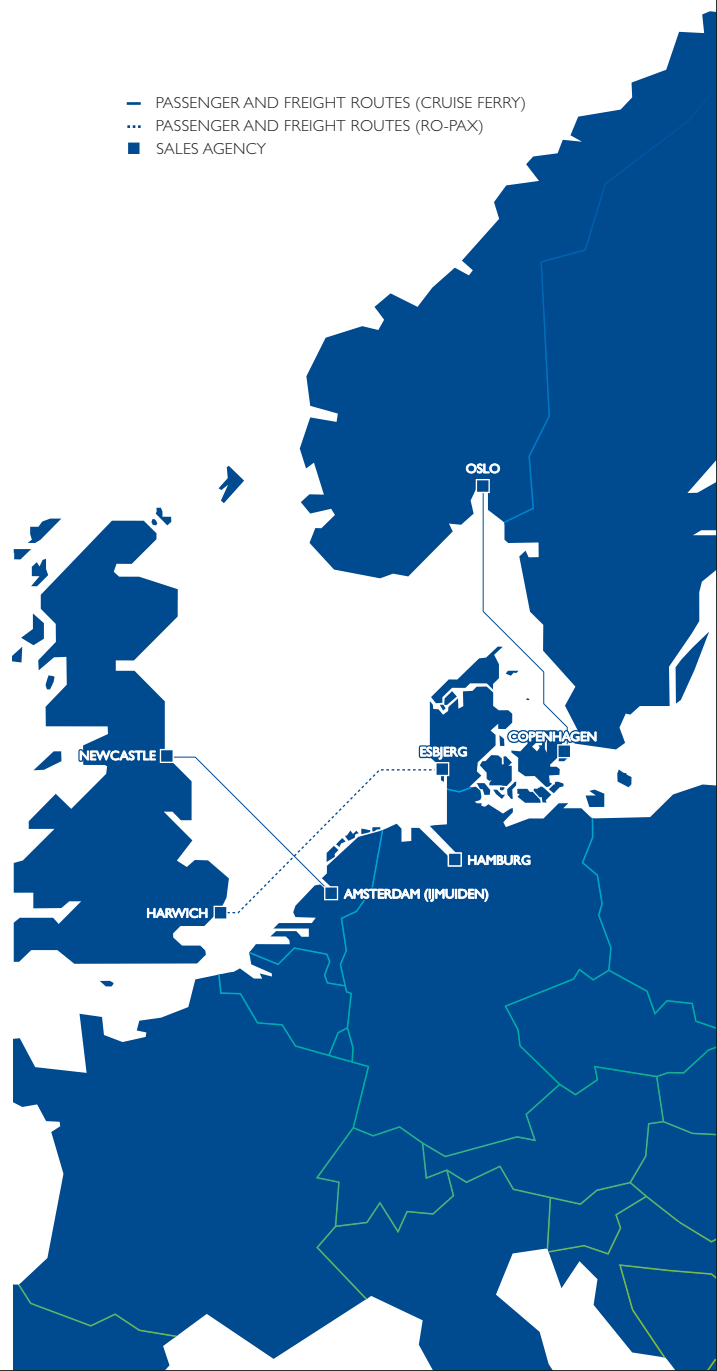 PASSENGER AND FREIGHT ROUTES (CRUISE FERRY)
PASSENGER AND FREIGHT ROUTES (RO-PAX)
SALES AGENCY
OSLO
COPENHAGEN
ESBJERG
NEWCASTLE
HAMBURG
AMSTERDAM (IJMUIDEN)
HARWICH